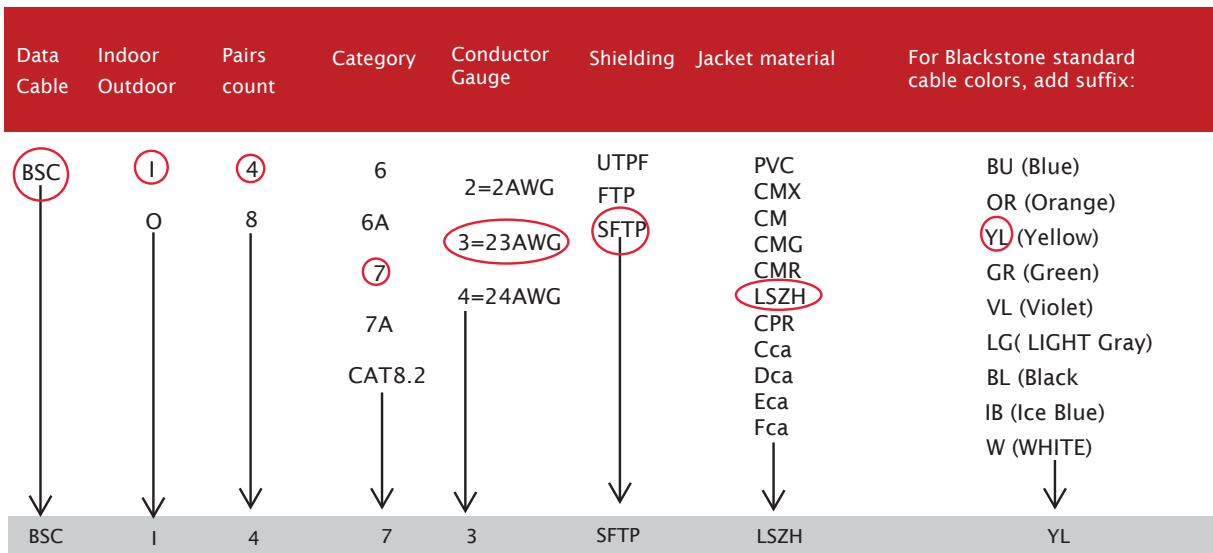 Data
Cable
Indoor
Outdoor
Pairs
count
Category
Conductor
Gauge
Shielding
Jacket material
For Blackstone standard
cable colors, add suffix:
BSC
I
O
4
8
6
6A
7
7A
CAT8.2
2=2AWG
3=23AWG
4=24AWG
UTPF
FTP
SFTP
PVC
CMX
CM
CMG
CMR
LSZH
CPR
Cca
Dca
Eca
Fca
BU (Blue)
OR (Orange)
YL (Yellow)
GR (Green)
VL (Violet)
LG( LIGHT Gray)
BL (Black
IB (Ice Blue)
W (WHITE)
BSC I 4 7 3 SFTP LSZH YL